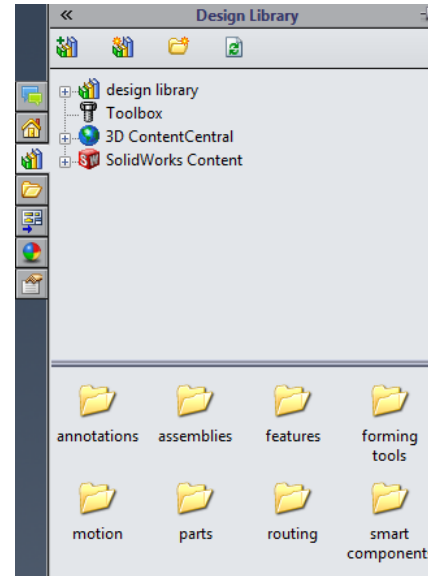 Design Library
design library
Toolbox
3D ContentCentral
SolidWorks Content
annotations assemblies features forming tools
motion parts routing smart component